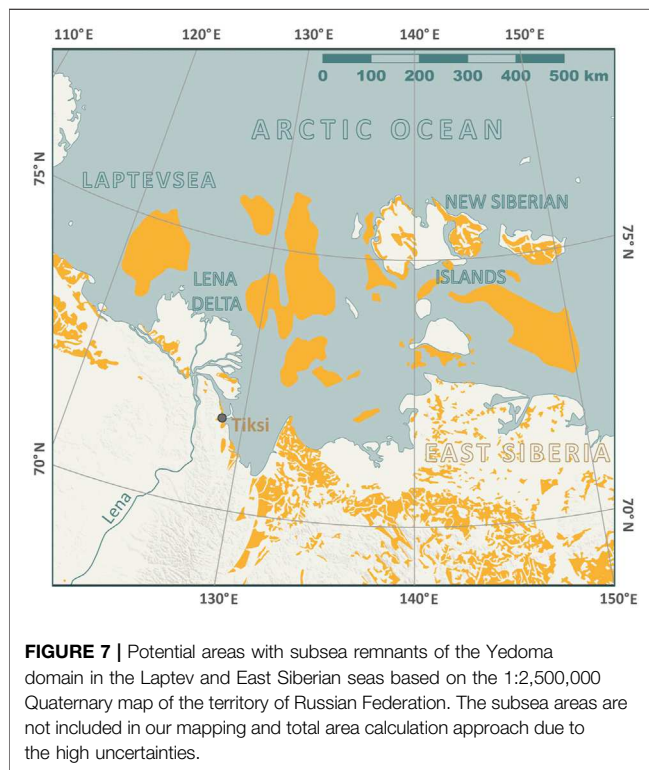 110°E 120°E 130°E 140°E 150°E
0 100 200 300 400 500 km
ARCTIC OCEAN
75°N
LAPTEVSEA
NEW SIBERIAN
75°N
LENA
DELTA
ISLANDS
Tiksi
EAST SIBERIA
70°N
Lena
70°N
130°E 140°E 150°E
FIGURE 7 | Potential areas with subsea remnants of the Yedoma
domain in the Laptev and East Siberian seas based on the 1:2,500,000
Quaternary map of the territory of Russian Federation. The subsea areas are
not included in our mapping and total area calculation approach due to
the high uncertainties.